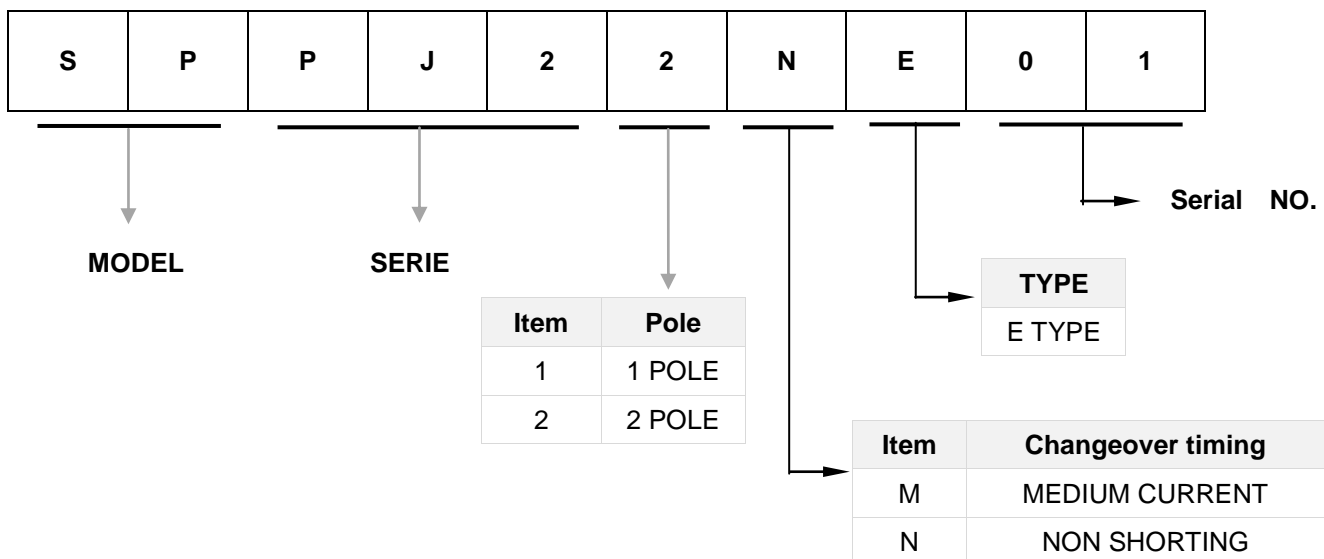 S P P J 2 2 N E 0 1
Serial NO.
MODEL SERIE
TYPE
E TYPE
Item Pole
1 1 POLE
2 2 POLE
Item Changeover timing
M MEDIUM CURRENT
N NON SHORTING